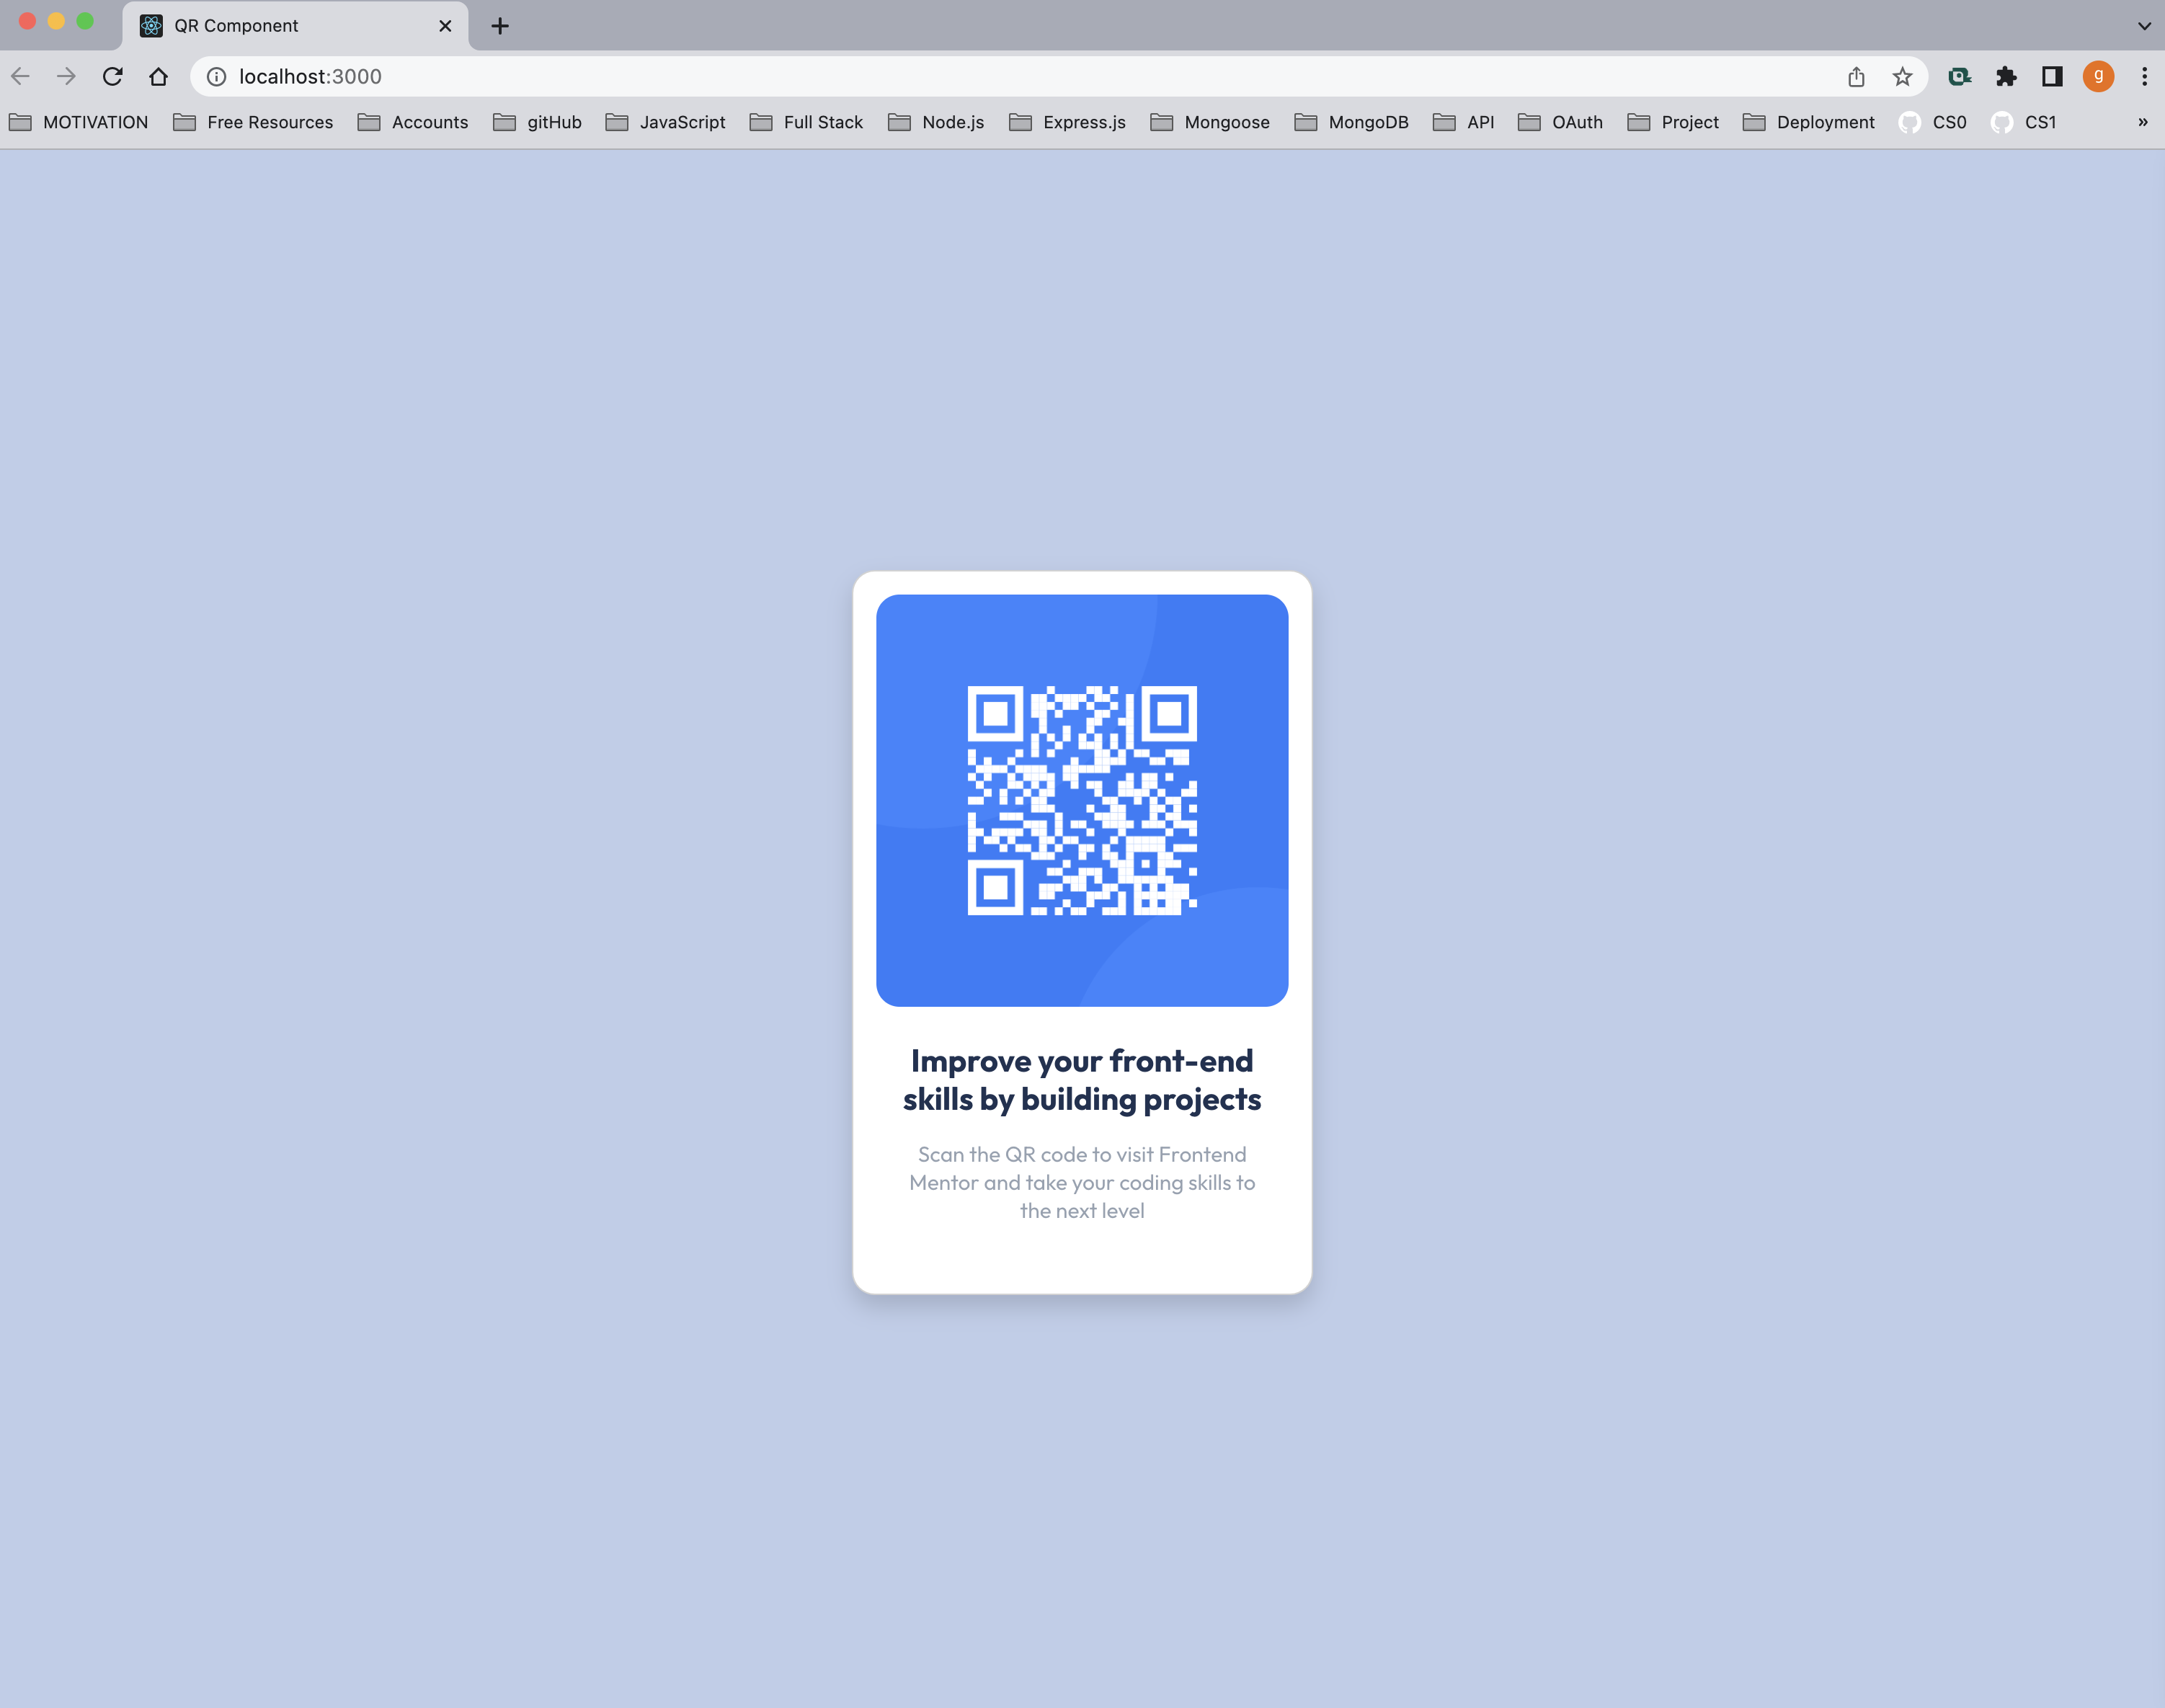 QR Component
localhost:3000
g
MOTIVATION Free Resources Accounts gitHub JavaScript Full Stack Node.js Express.js Mongoose MongoDB API OAuth Project Deployment CS0 CS1 »
Improve your front-end
skills by building projects
Scan the QR code to visit Frontend
Mentor and take your coding skills to
the next level